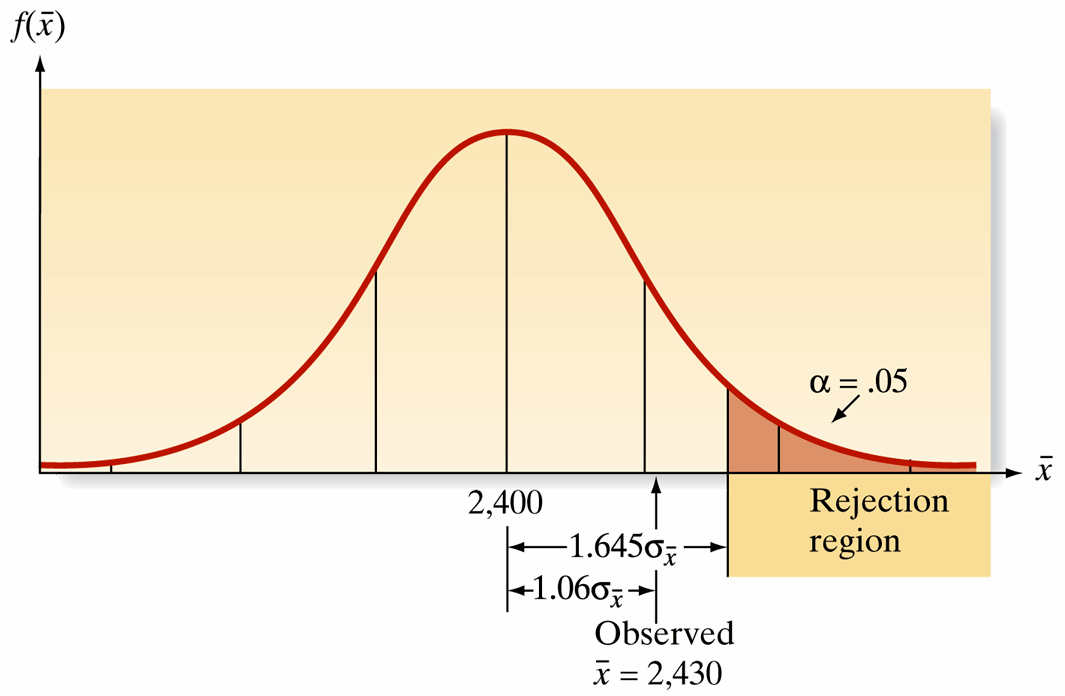 f(x̄)
α = .05
x̄
2,400
Rejection
region
1.645σx̄
1.06σx̄
Observed
x̄ = 2,430